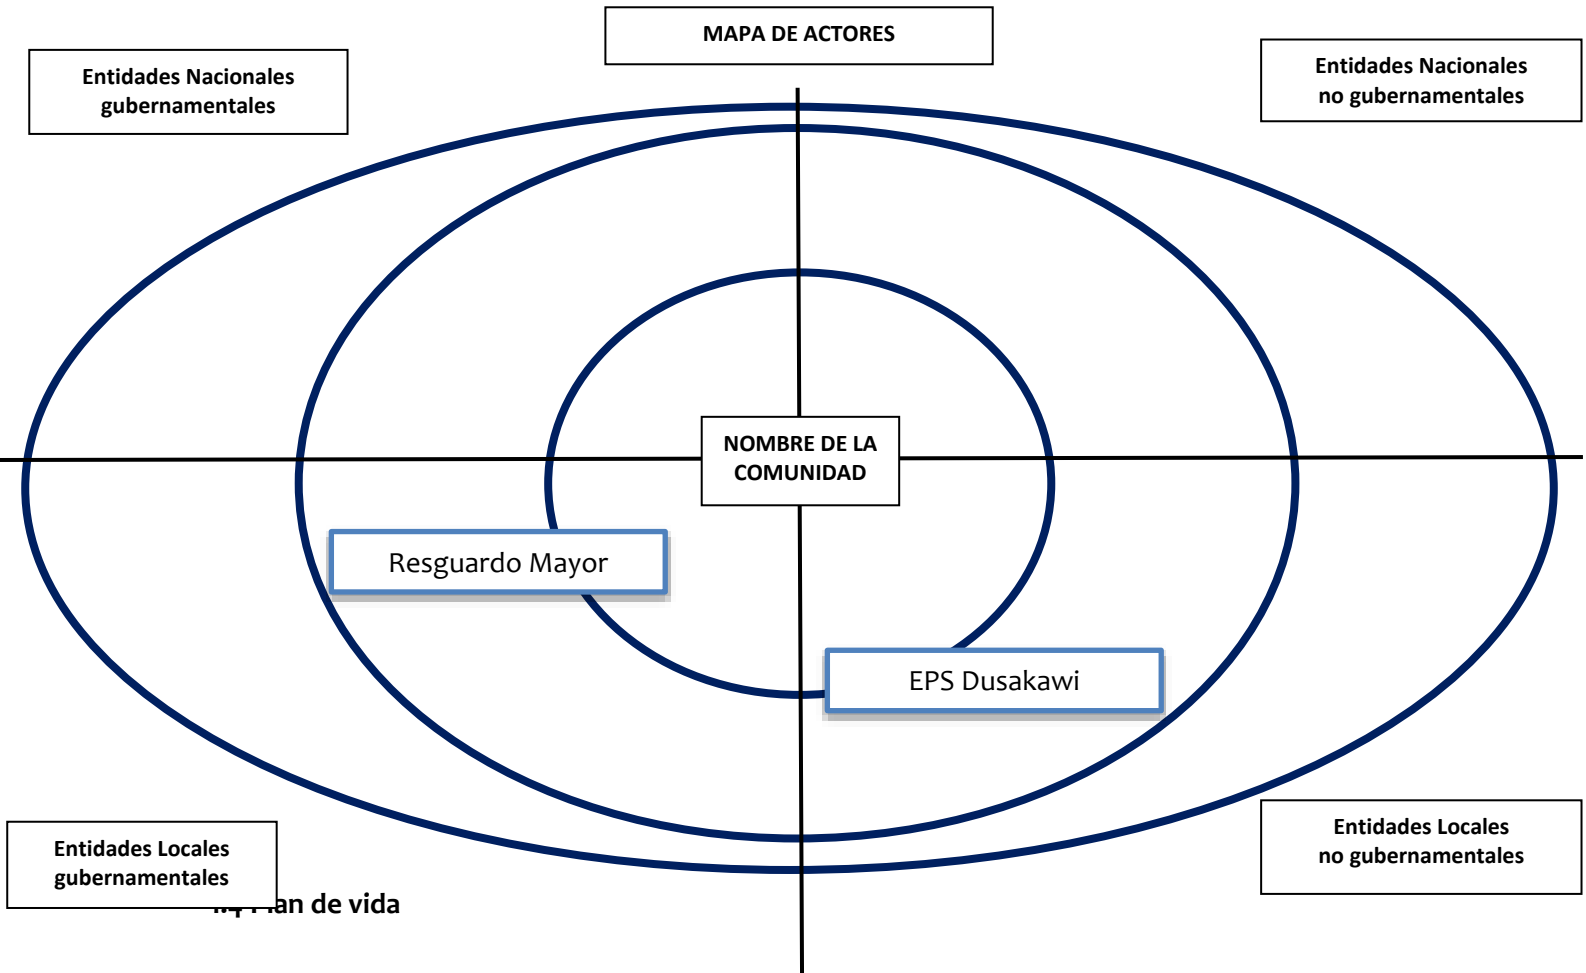 MAPA DE ACTORES
Entidades Nacionales
gubernamentales
Entidades Nacionales
no gubernamentales
NOMBRE DE LA
COMUNIDAD
Resguardo Mayor
EPS Dusakawi
Entidades Locales
gubernamentales
Entidades Locales
no gubernamentales
de vida